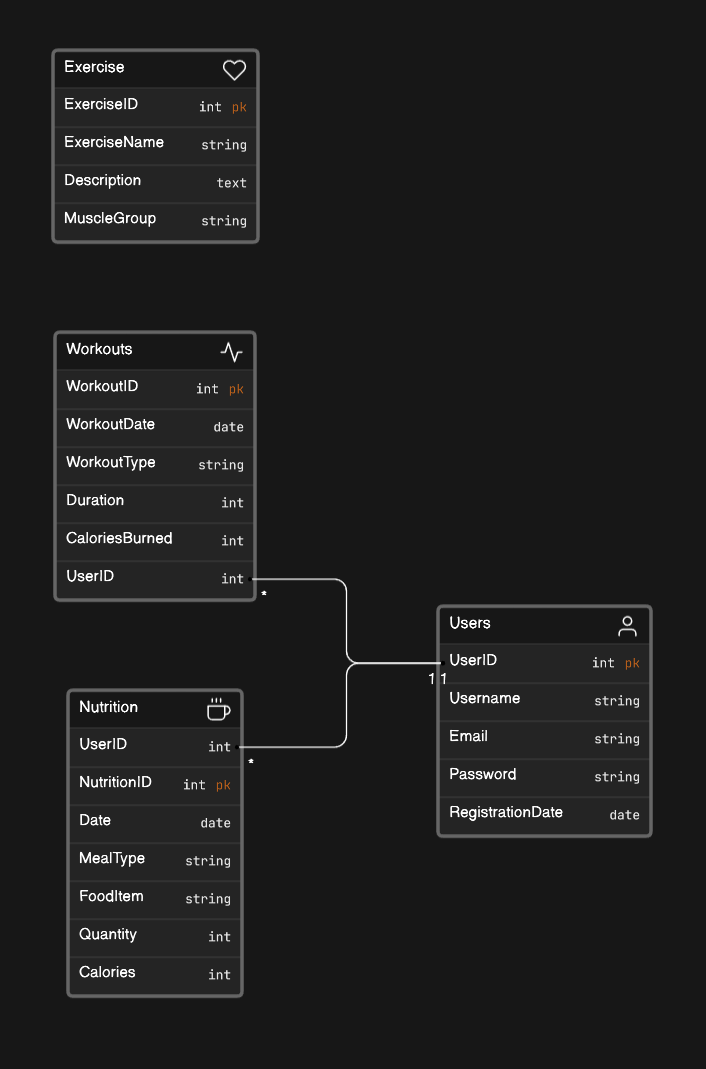 Exercise
ExerciseID int pk
ExerciseName string
Description text
MuscleGroup string
Workouts
WorkoutID int pk
WorkoutDate date
WorkoutType string
Duration int
CaloriesBurned int
UserID int
*
Users
UserID int pk
1 1
Username string
Email string
Password string
RegistrationDate date
Nutrition
UserID int
*
NutritionID int pk
Date date
MealType string
FoodItem string
Quantity int
Calories int